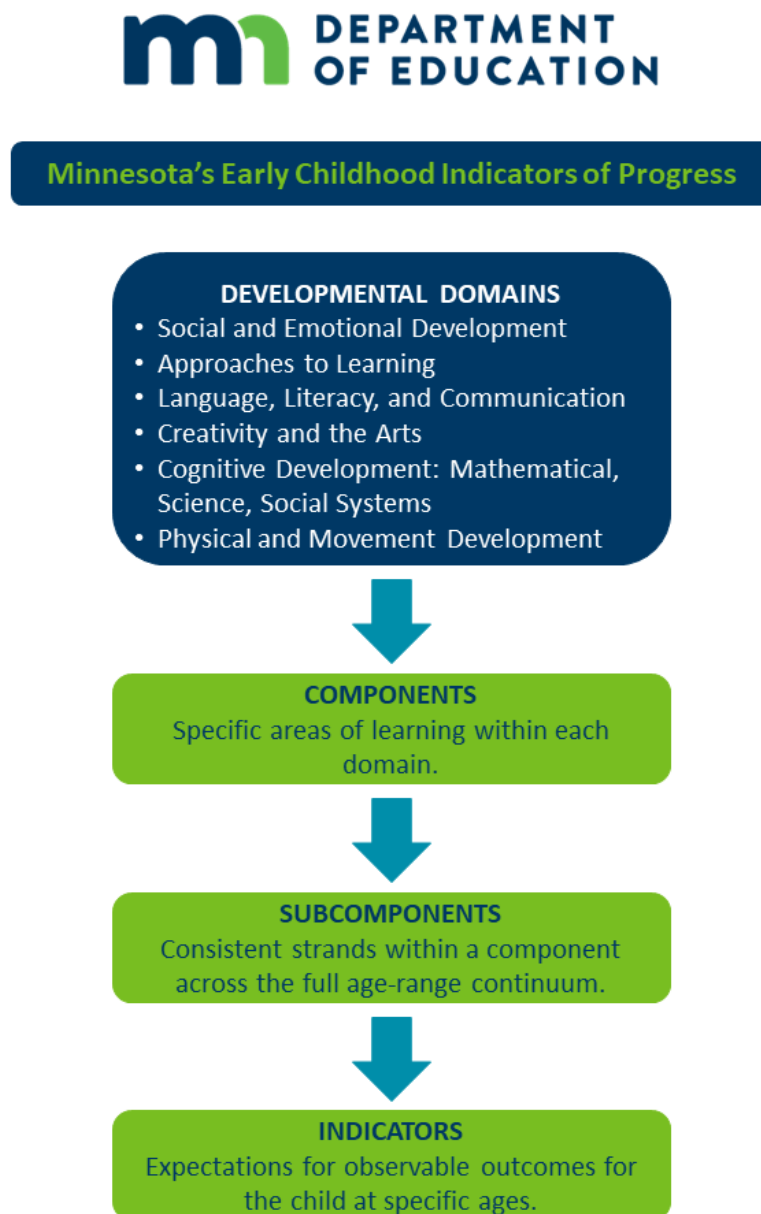 mn DEPARTMENT
OF EDUCATION
Minnesota's Early Childhood Indicators of Progress
DEVELOPMENTAL DOMAINS
• Social and Emotional Development
• Approaches to Learning
• Language, Literacy, and Communication
• Creativity and the Arts
• Cognitive Development: Mathematical,
Science, Social Systems
• Physical and Movement Development
COMPONENTS
Specific areas of learning within each
domain.
SUBCOMPONENTS
Consistent strands within a component
across the full age-range continuum.
INDICATORS
Expectations for observable outcomes for
the child at specific ages.